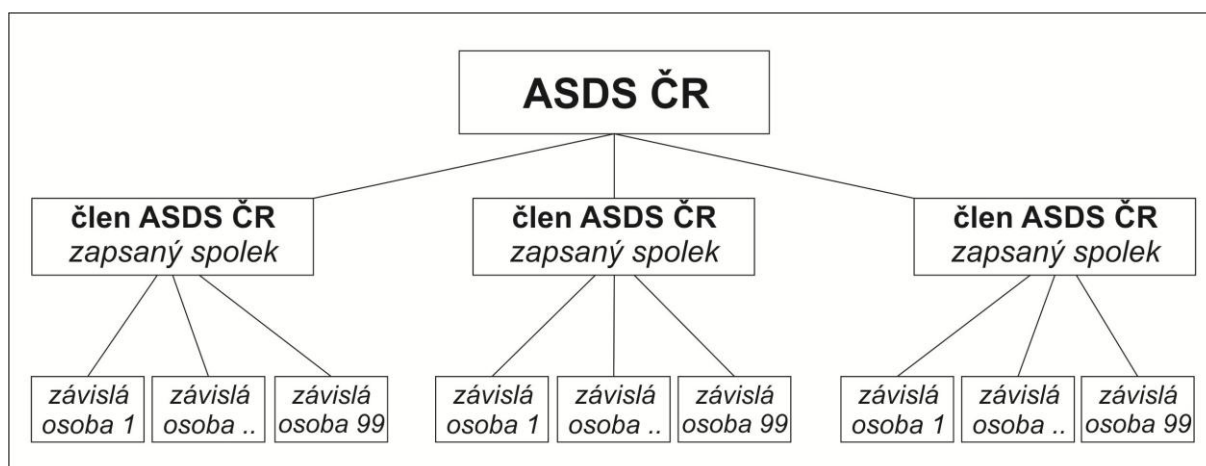 ASDS ČR
člen ASDS ČR
zapsaný spolek
člen ASDS ČR
zapsaný spolek
člen ASDS ČR
zapsaný spolek
závislá
osoba 1
závislá
osoba ..
závislá
osoba 99
závislá
osoba 1
závislá
osoba ..
závislá
osoba 99
závislá
osoba 1
závislá
osoba ..
závislá
osoba 99